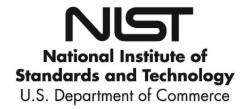 NIST
National Institute of
Standards and Technology
U.S. Department of Commerce